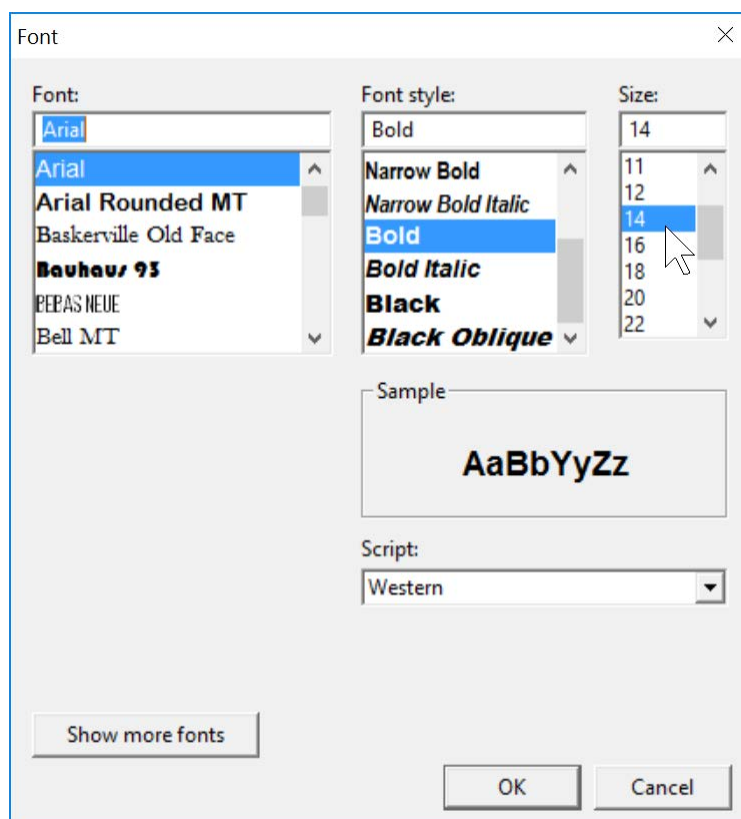 Font
Font:
Font style:
Size:
Arial
Bold
14
Arial
Arial Rounded MT
Baskerville Old Face
Bauhaus 93
BEBAS NEUE
Bell MT
Narrow Bold
Narrow Bold Italic
Bold
Bold Italic
Black
Black Oblique
11
12
14
16
18
20
22
Sample
AaBbYyZz
Script:
Western
Show more fonts
OK
Cancel